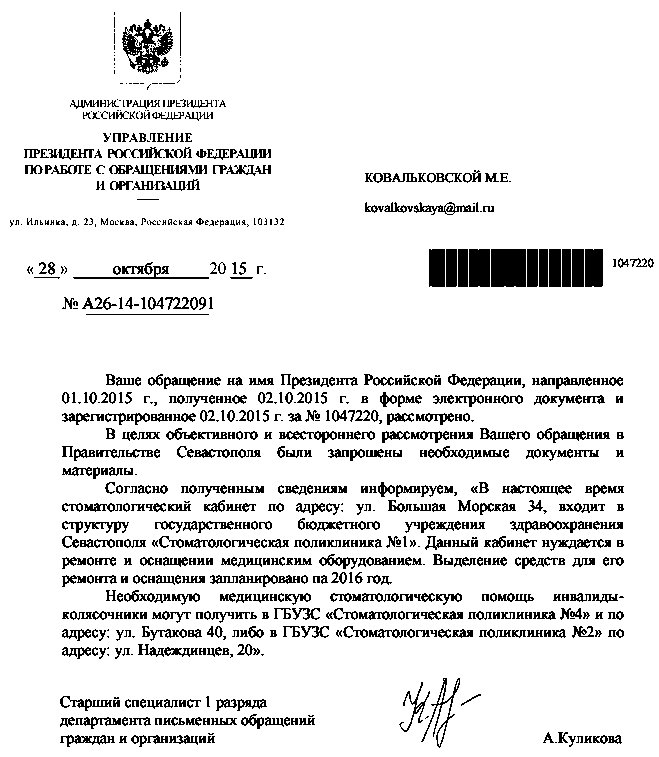 АДМИНИСТРАЦИЯ ПРЕЗИДЕНТА
РОССИЙСКОЙ ФЕДЕРАЦИИ
УПРАВЛЕНИЕ
ПРЕЗИДЕНТА РОССИЙСКОЙ ФЕДЕРАЦИИ
ПО РАБОТЕ С ОБРАЩЕНИЯМИ ГРАЖДАН
И ОРГАНИЗАЦИЙ
ул. Ильинка, д. 23, Москва, Российская Федерация, 103132
« 28 » октября 20 15 г.
№ А26-14-104722091
КОВАЛЬКОВСКОЙ М.Е.
kovalkovskaya@mail.ru
1047220
Ваше обращение на имя Президента Российской Федерации, направленное
01.10.2015 г., полученное 02.10.2015 г. в форме электронного документа и
зарегистрированное 02.10.2015 г. за № 1047220, рассмотрено.
В целях объективного и всестороннего рассмотрения Вашего обращения в
Правительстве Севастополя были запрошены необходимые документы и
материалы.
Согласно полученным сведениям информируем, «В настоящее время
стоматологический кабинет по адресу: ул. Большая Морская 34, входит в
структуру государственного бюджетного учреждения здравоохранения
Севастополя «Стоматологическая поликлиника №1». Данный кабинет нуждается в
ремонте и оснащении медицинским оборудованием. Выделение средств для его
ремонта и оснащения запланировано на 2016 год.
Необходимую медицинскую стоматологическую помощь инвалиды-
колясочники могут получить в ГБУЗС «Стоматологическая поликлиника №4» и по
адресу: ул. Бутакова 40, либо в ГБУЗС «Стоматологическая поликлиника №2» по
адресу: ул. Надеждинцев, 20».
Старший специалист 1 разряда
департамента письменных обращений
граждан и организаций
А.Куликова